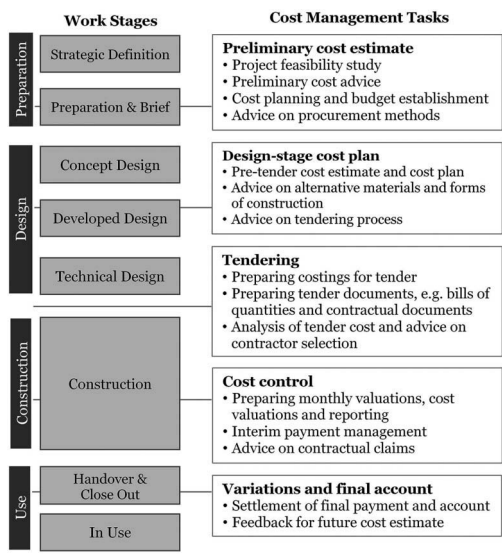 Work Stages
Cost Management Tasks
Preparation
Strategic Definition
Preparation & Brief
Preliminary cost estimate
• Project feasibility study
• Preliminary cost advice
• Cost planning and budget establishment
• Advice on procurement methods
Design
Concept Design
Developed Design
Technical Design
Design-stage cost plan
• Pre-tender cost estimate and cost plan
• Advice on alternative materials and forms
of construction
• Advice on tendering process
Tendering
• Preparing costings for tender
• Preparing tender documents, e.g. bills of
quantities and contractual documents
• Analysis of tender cost and advice on
contractor selection
Construction
Construction
Cost control
• Preparing monthly valuations, cost
valuations and reporting
• Interim payment management
• Advice on contractual claims
Use
Handover &
Close Out
In Use
Variations and final account
• Settlement of final payment and account
• Feedback for future cost estimate